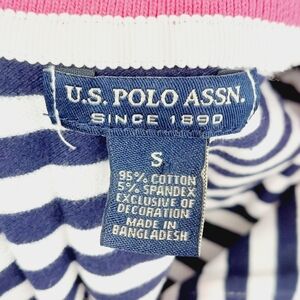 U.S. POLO ASSN.
SINCE 1890
S
95% COTTON
5% SPANDEX
EXCLUSIVE OF
DECORATION
MADE IN
BANGLADESH